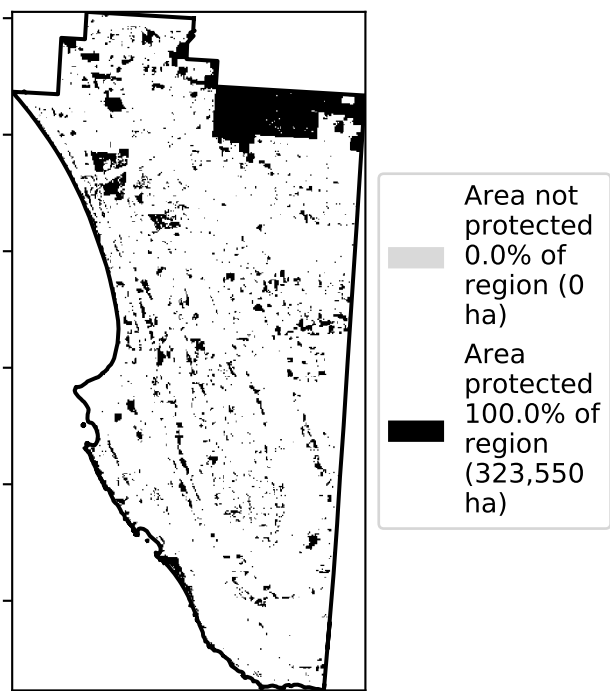 Area not
protected
0.0% of
region (0
ha)
Area
protected
100.0% of
region
(323,550
ha)